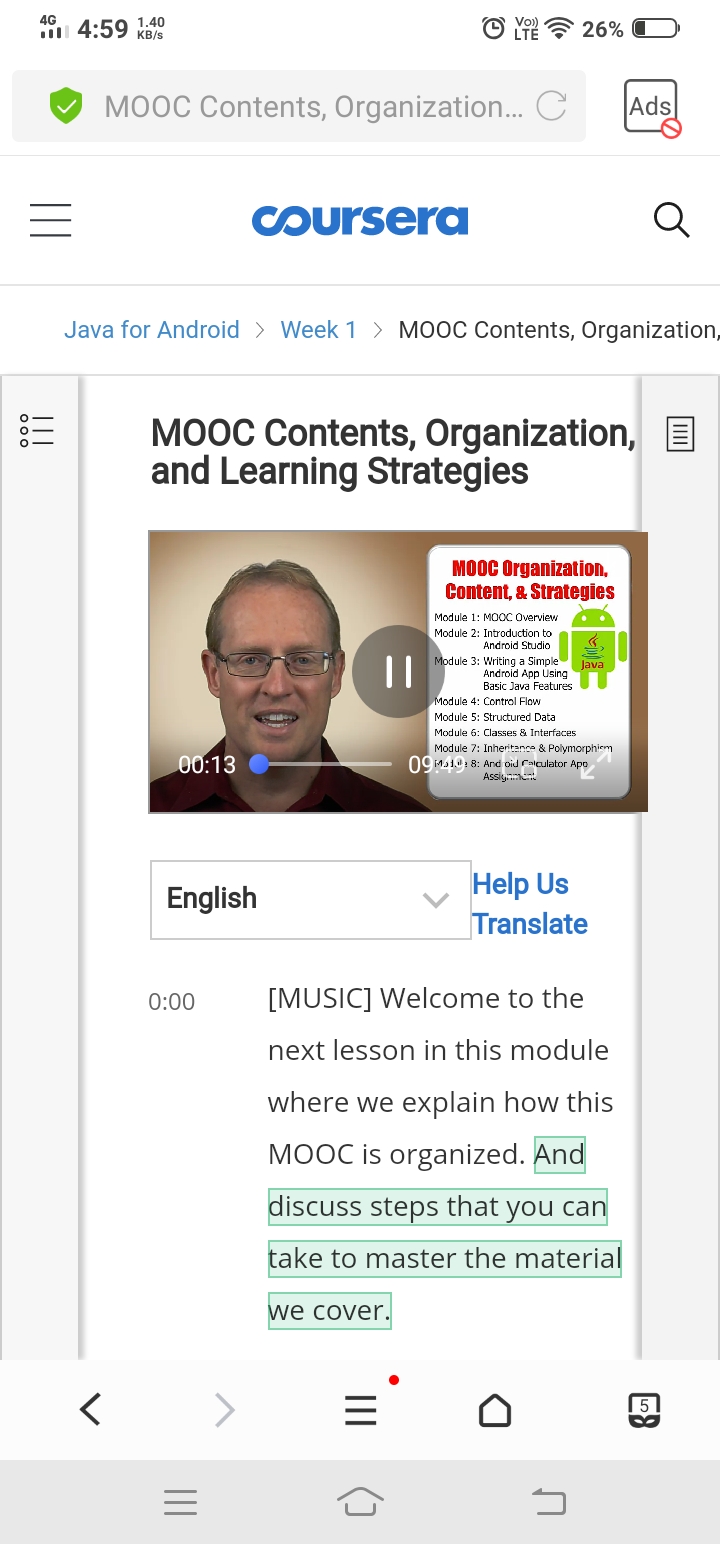 4G 4:59 1.40 KB/s Vo)) LTE 26%
MOOC Contents, Organization... Ads
coursera
Java for Android > Week 1 > MOOC Contents, Organization,
MOOC Contents, Organization,
and Learning Strategies
MOOC Organization,
Content, & Strategies
Module 1: MOOC Overview
Module 2: Introduction to
Android Studio
Module 3: Writing a Simple
Android App Using
Basic Java Features
Java
Module 4: Control Flow
Module 5: Structured Data
Module 6: Classes & Interfaces
Module 7: Inheritance & Polymorphism
Module 8: Android Calculator App
Assignment
00:13 09:49
English
Help Us
Translate
0:00 [MUSIC] Welcome to the
next lesson in this module
where we explain how this
MOOC is organized. And
discuss steps that you can
take to master the material
we cover.
5